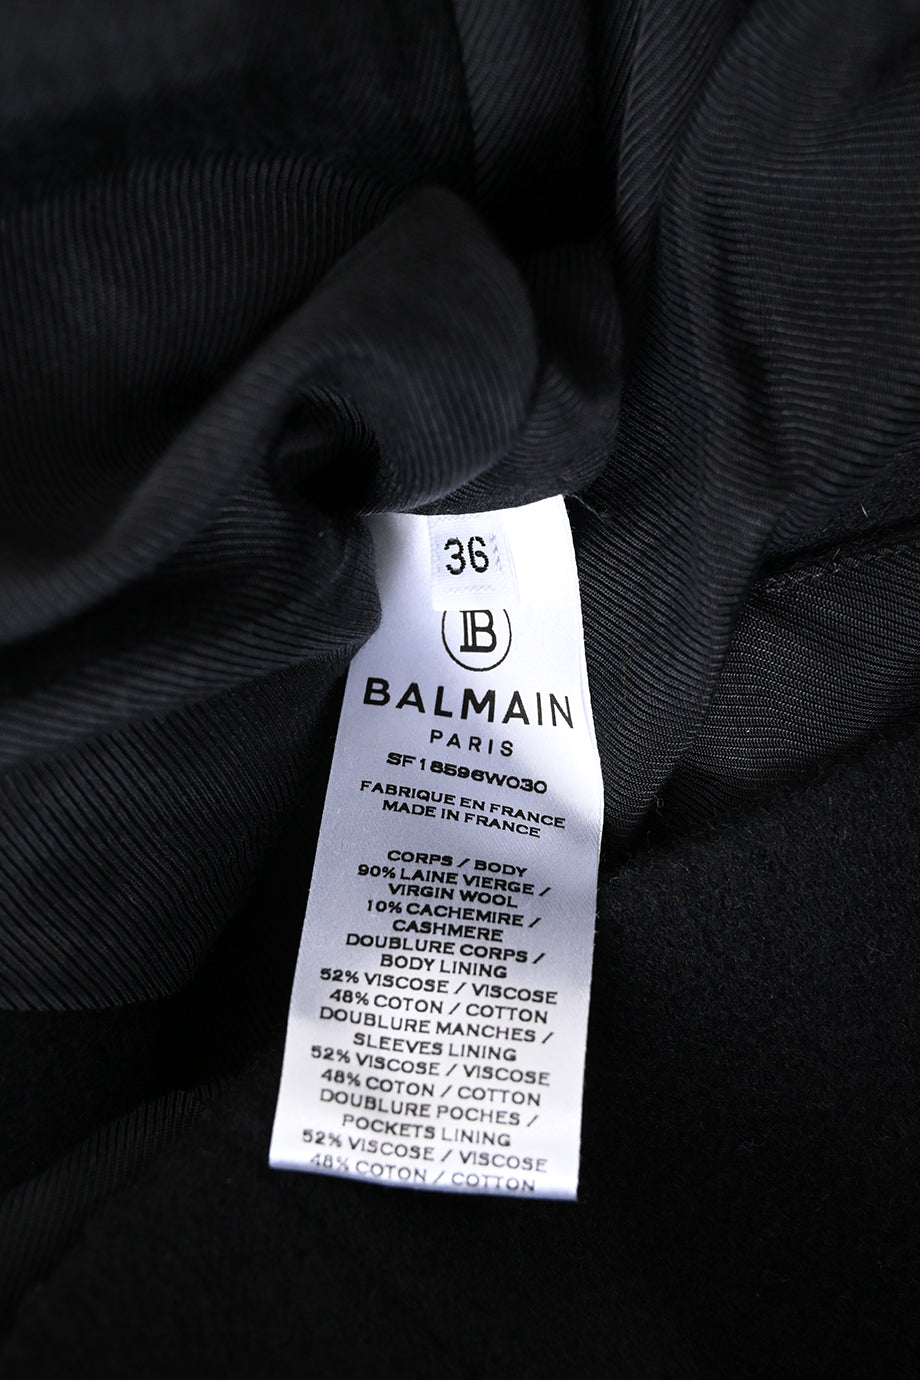 36
B
BALMAIN
PARIS
SF18596W030
FABRIQUE EN FRANCE
MADE IN FRANCE
CORPS / BODY
90% LAINE VIERGE /
VIRGIN WOOL
10% CACHEMIRE /
CASHMERE
DOUBLURE CORPS /
BODY LINING
52% VISCOSE / VISCOSE
48% COTON / COTTON
DOUBLURE MANCHES /
SLEEVES LINING
52% VISCOSE / VISCOSE
48% COTON / COTTON
DOUBLURE POCHES /
POCKETS LINING
52% VISCOSE / VISCOSE
48% COTON / COTTON